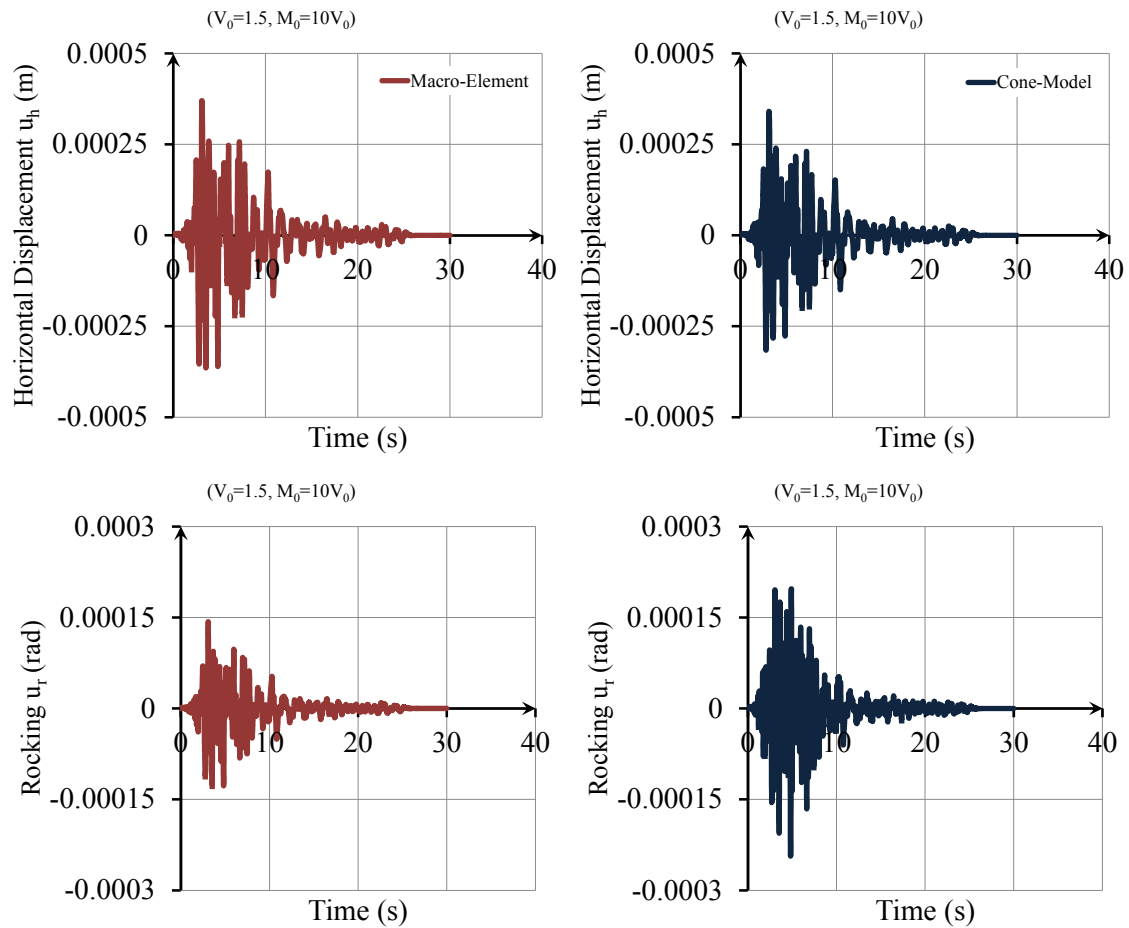 (V₀=1.5, M₀=10V₀)
Horizontal Displacement uₕ (m)
0.0005
0.00025
0
-0.00025
-0.0005
0
10
20
30
40
Macro-Element
Time (s)
(V₀=1.5, M₀=10V₀)
Horizontal Displacement uₕ (m)
0.0005
0.00025
0
-0.00025
-0.0005
0
10
20
30
40
Cone-Model
Time (s)
(V₀=1.5, M₀=10V₀)
Rocking uᵣ (rad)
0.0003
0.00015
0
-0.00015
-0.0003
0
10
20
30
40
Time (s)
(V₀=1.5, M₀=10V₀)
Rocking uᵣ (rad)
0.0003
0.00015
0
-0.00015
-0.0003
0
10
20
30
40
Time (s)